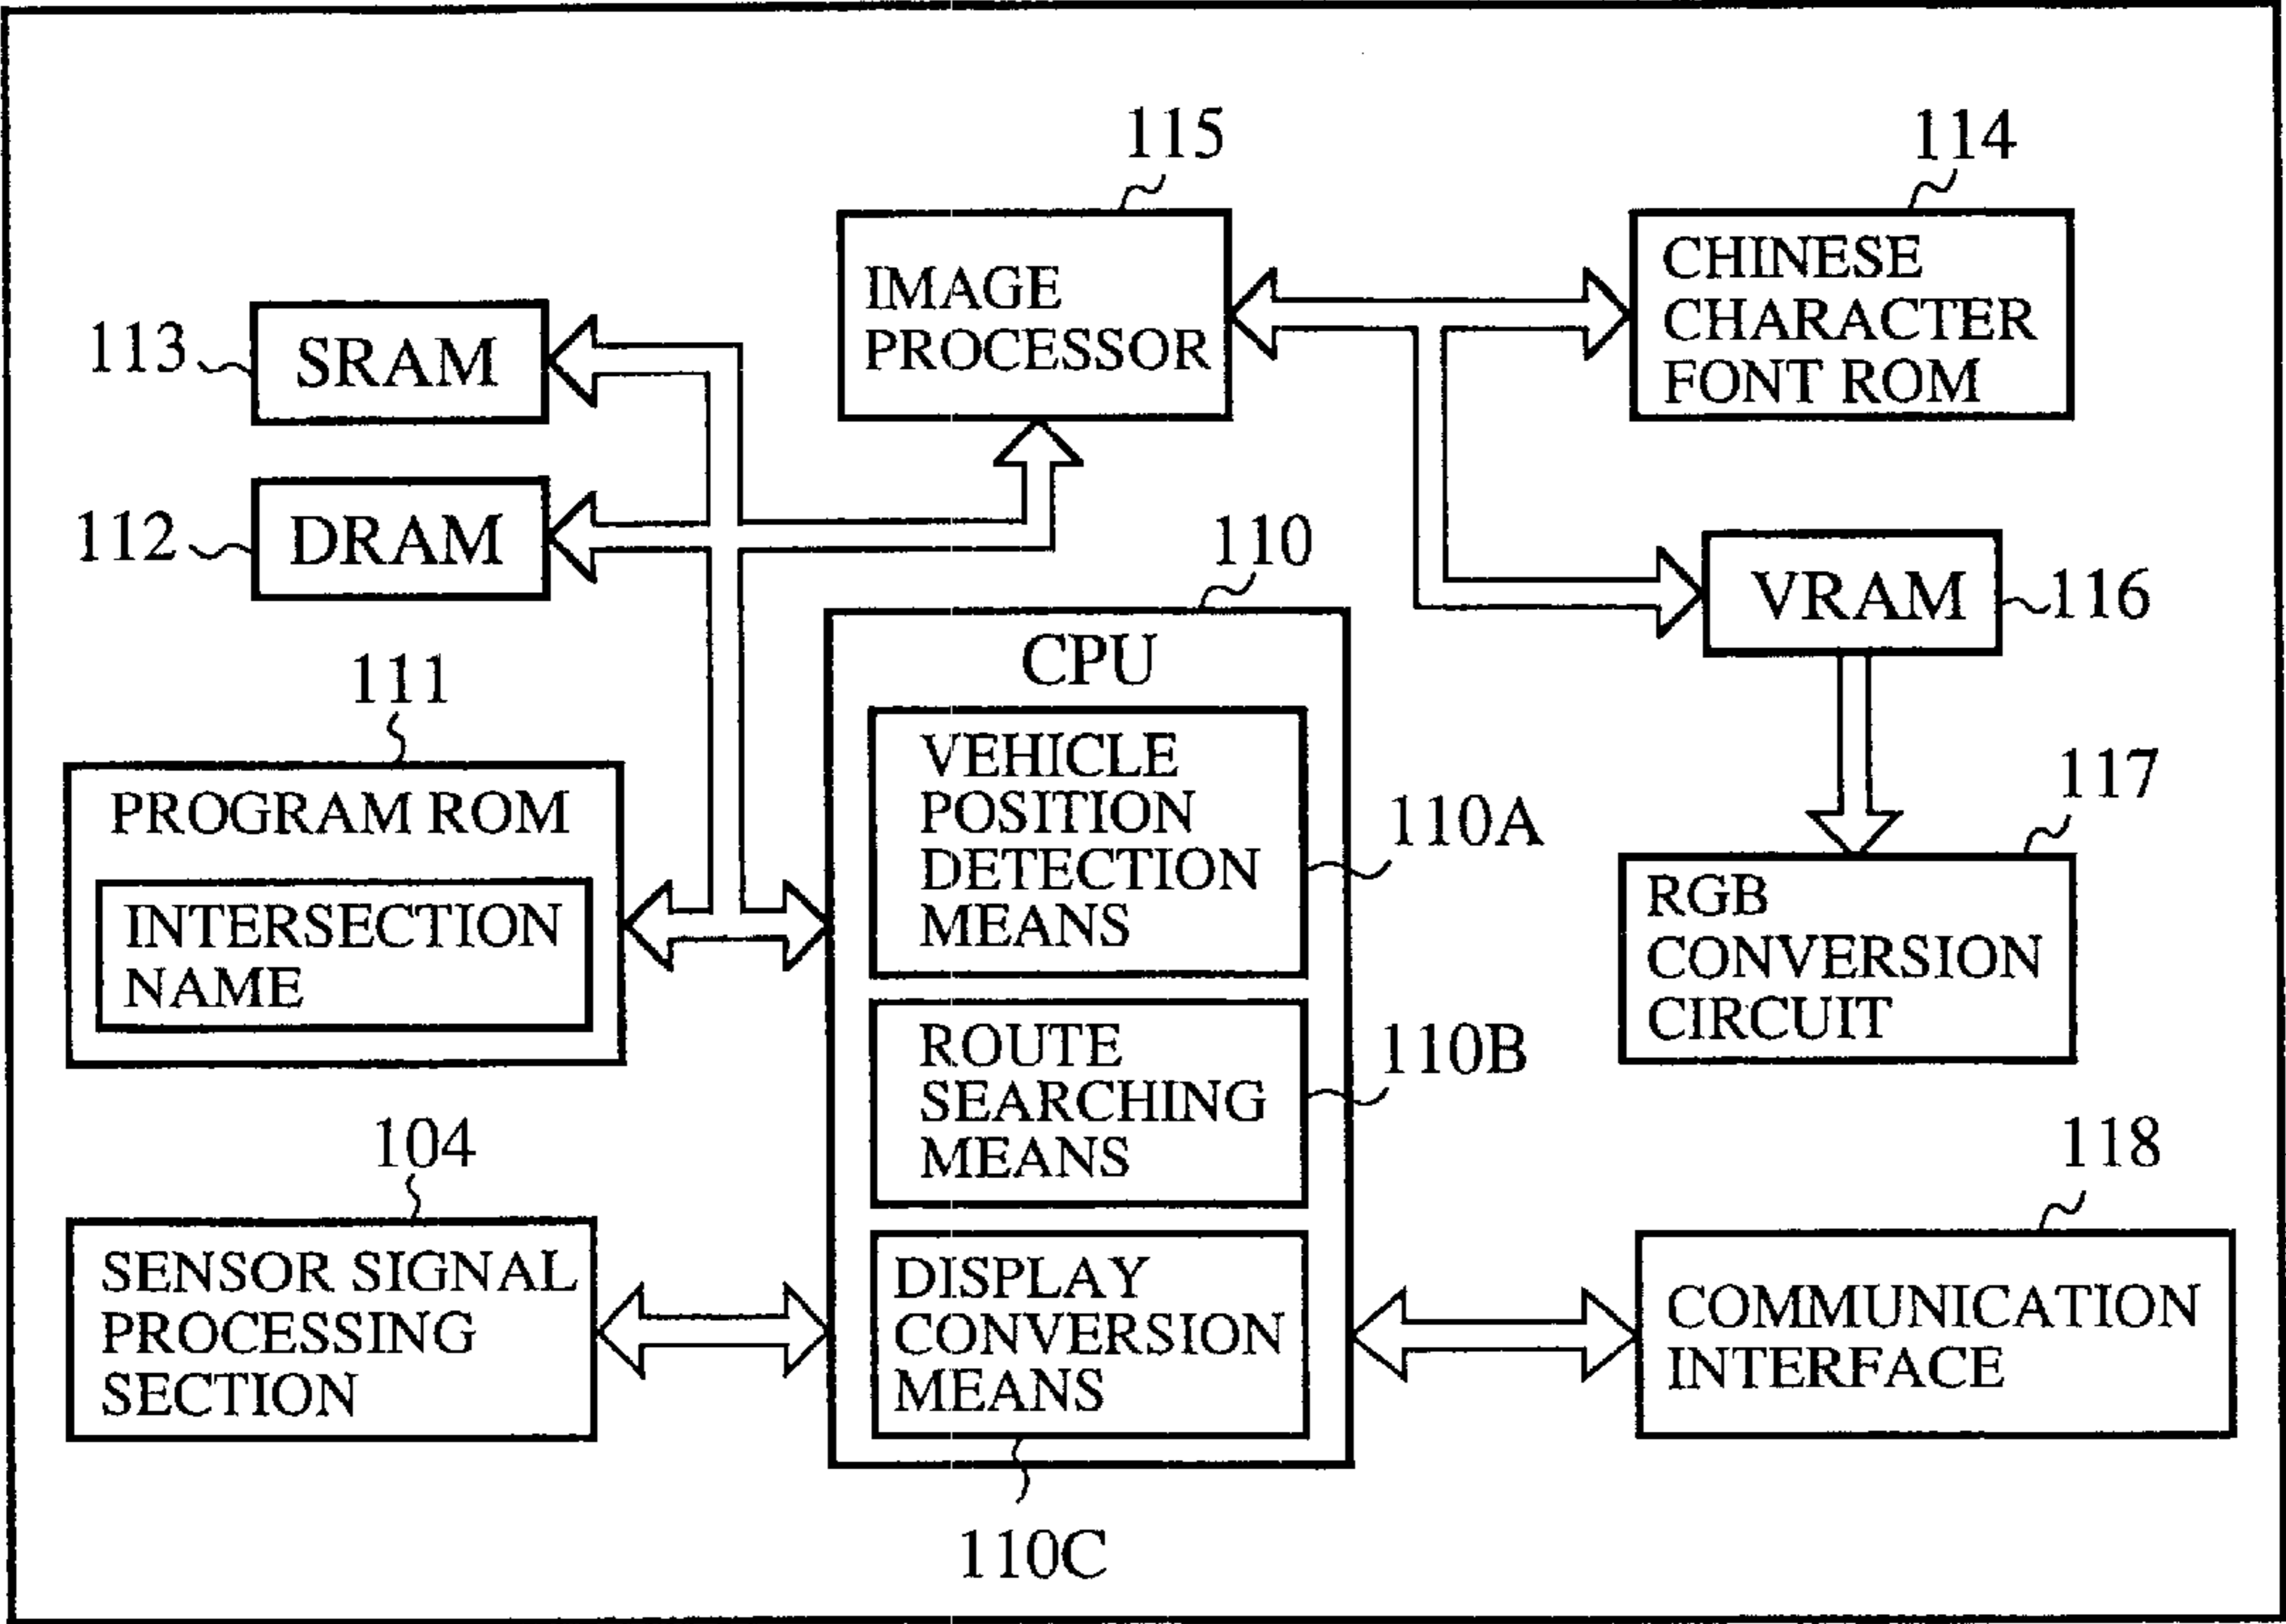 115
114
IMAGE
PROCESSOR
CHINESE
CHARACTER
FONT ROM
113
SRAM
112
DRAM
110
VRAM
116
111
PROGRAM ROM
INTERSECTION
NAME
CPU
VEHICLE
POSITION
DETECTION
MEANS
110A
117
RGB
CONVERSION
CIRCUIT
ROUTE
SEARCHING
MEANS
110B
104
SENSOR SIGNAL
PROCESSING
SECTION
DISPLAY
CONVERSION
MEANS
110C
118
COMMUNICATION
INTERFACE